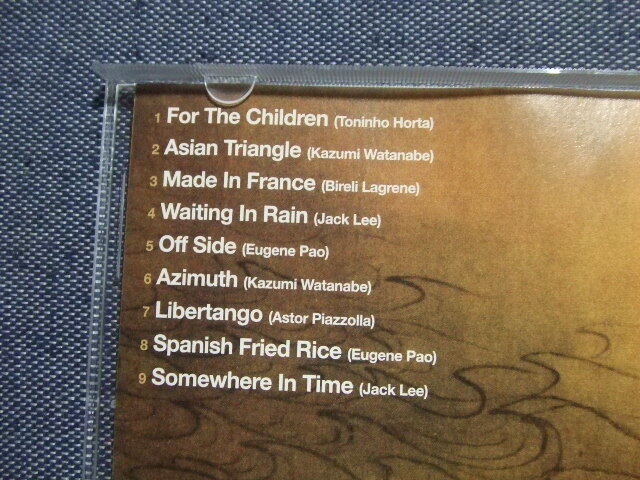 1 For The Children (Toninho Horta)
2 Asian Triangle (Kazumi Watanabe)
3 Made In France (Bireli Lagrene)
4 Waiting In Rain (Jack Lee)
5 Off Side (Eugene Pao)
6 Azimuth (Kazumi Watanabe)
7 Libertango (Astor Piazzolla)
8 Spanish Fried Rice (Eugene Pao)
9 Somewhere In Time (Jack Lee)